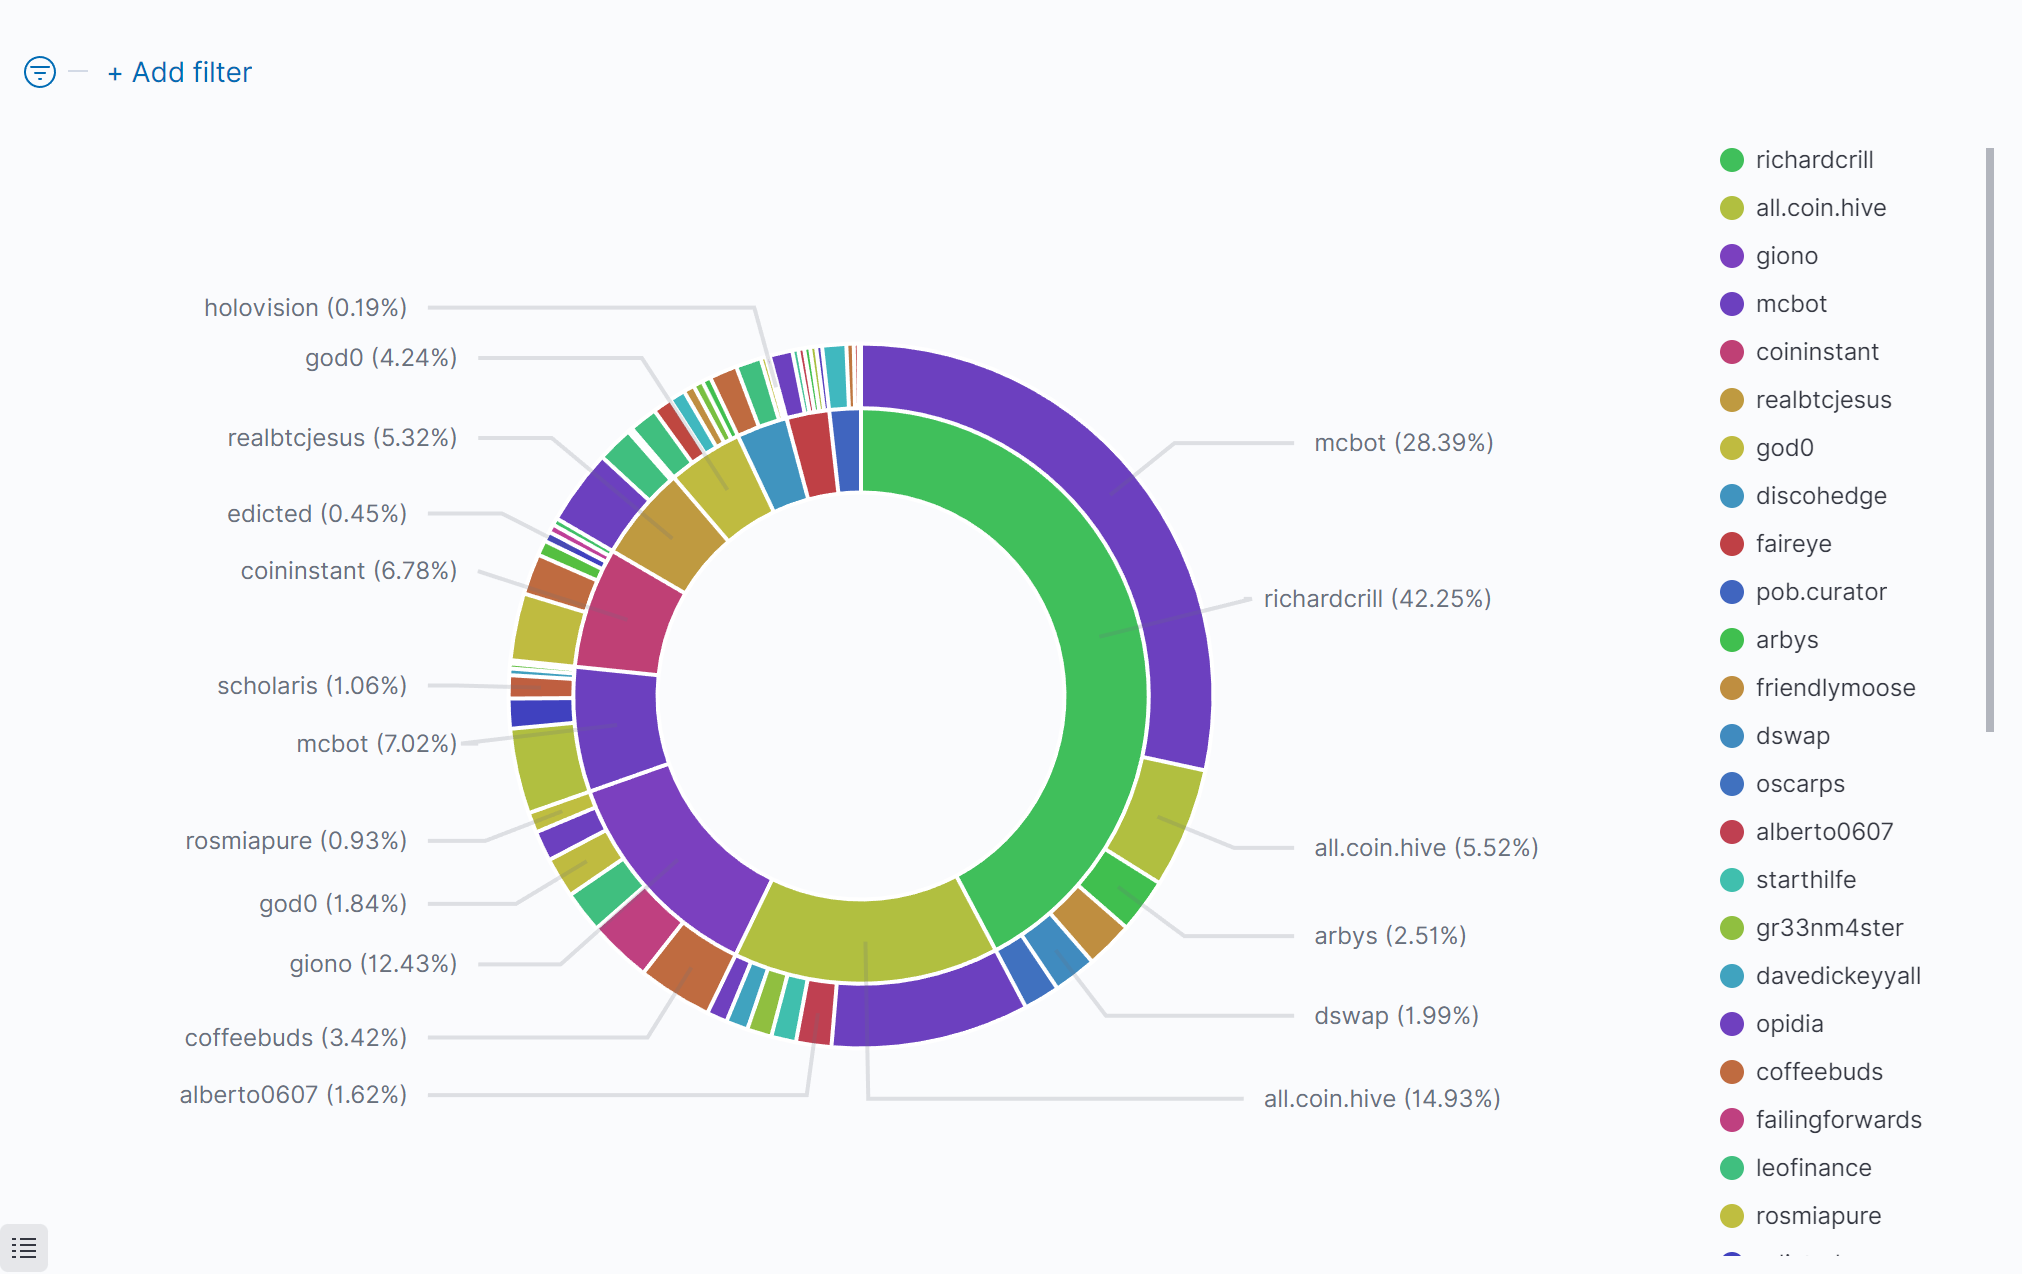 + Add filter
holovision (0.19%)
god0 (4.24%)
realbtcjesus (5.32%)
edicted (0.45%)
coininstant (6.78%)
scholaris (1.06%)
mcbot (7.02%)
rosmiapure (0.93%)
god0 (1.84%)
giono (12.43%)
coffeebuds (3.42%)
alberto0607 (1.62%)
mcbot (28.39%)
richardcrill (42.25%)
all.coin.hive (5.52%)
arbys (2.51%)
dswap (1.99%)
all.coin.hive (14.93%)
richardcrill
all.coin.hive
giono
mcbot
coininstant
realbtcjesus
god0
discohedge
faireye
pob.curator
arbys
friendlymoose
dswap
oscarps
alberto0607
starthilfe
gr33nm4ster
davedickeyyall
opidia
coffeebuds
failingforwards
leofinance
rosmiapure